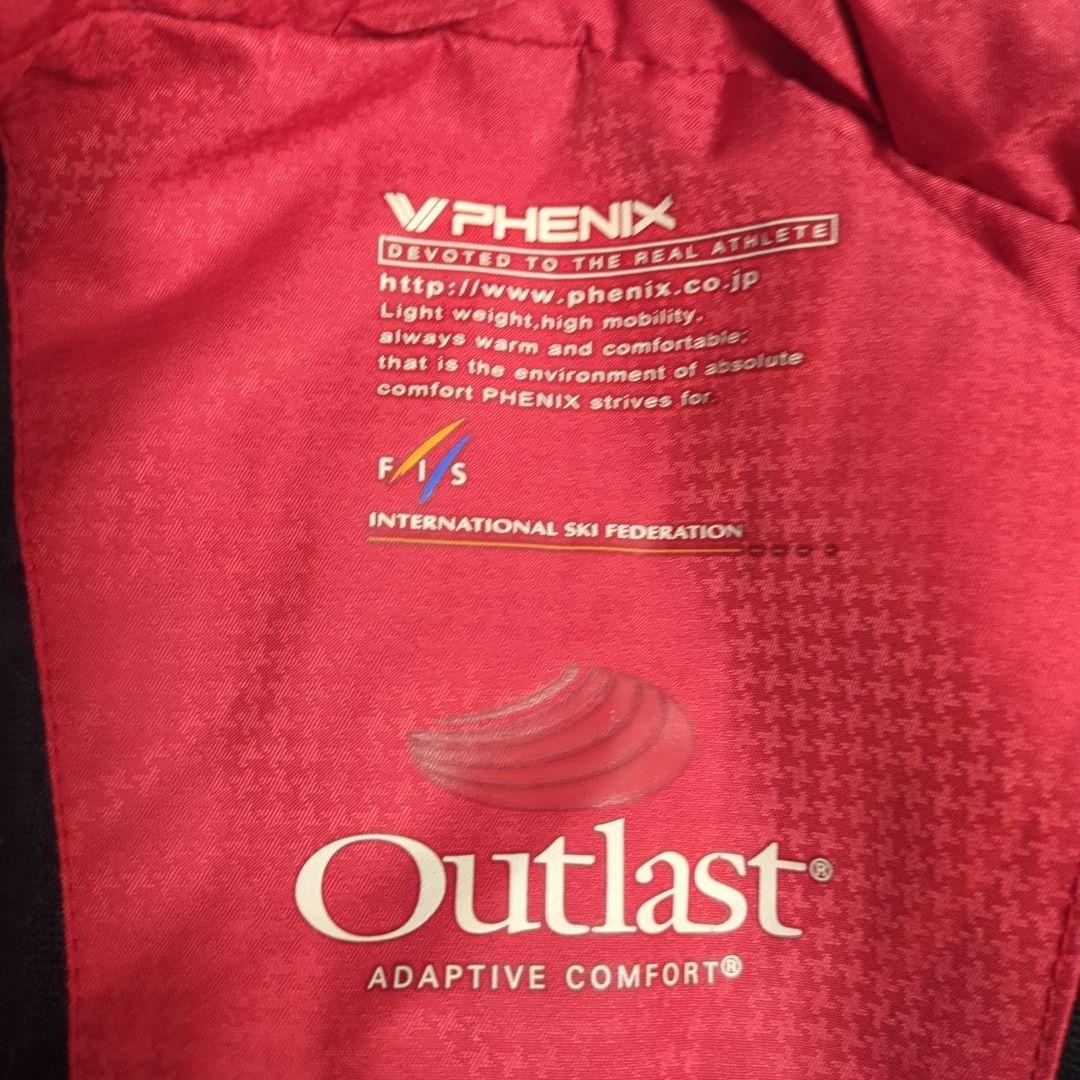 PHENIX
DEVOTED TO THE REAL ATHLETE
http://www.phenix.co.jp
Light weight,high mobility.
always warm and comfortable;
that is the environment of absolute
comfort PHENIX strives for.
FIS
INTERNATIONAL SKI FEDERATION
Outlast®
ADAPTIVE COMFORT®